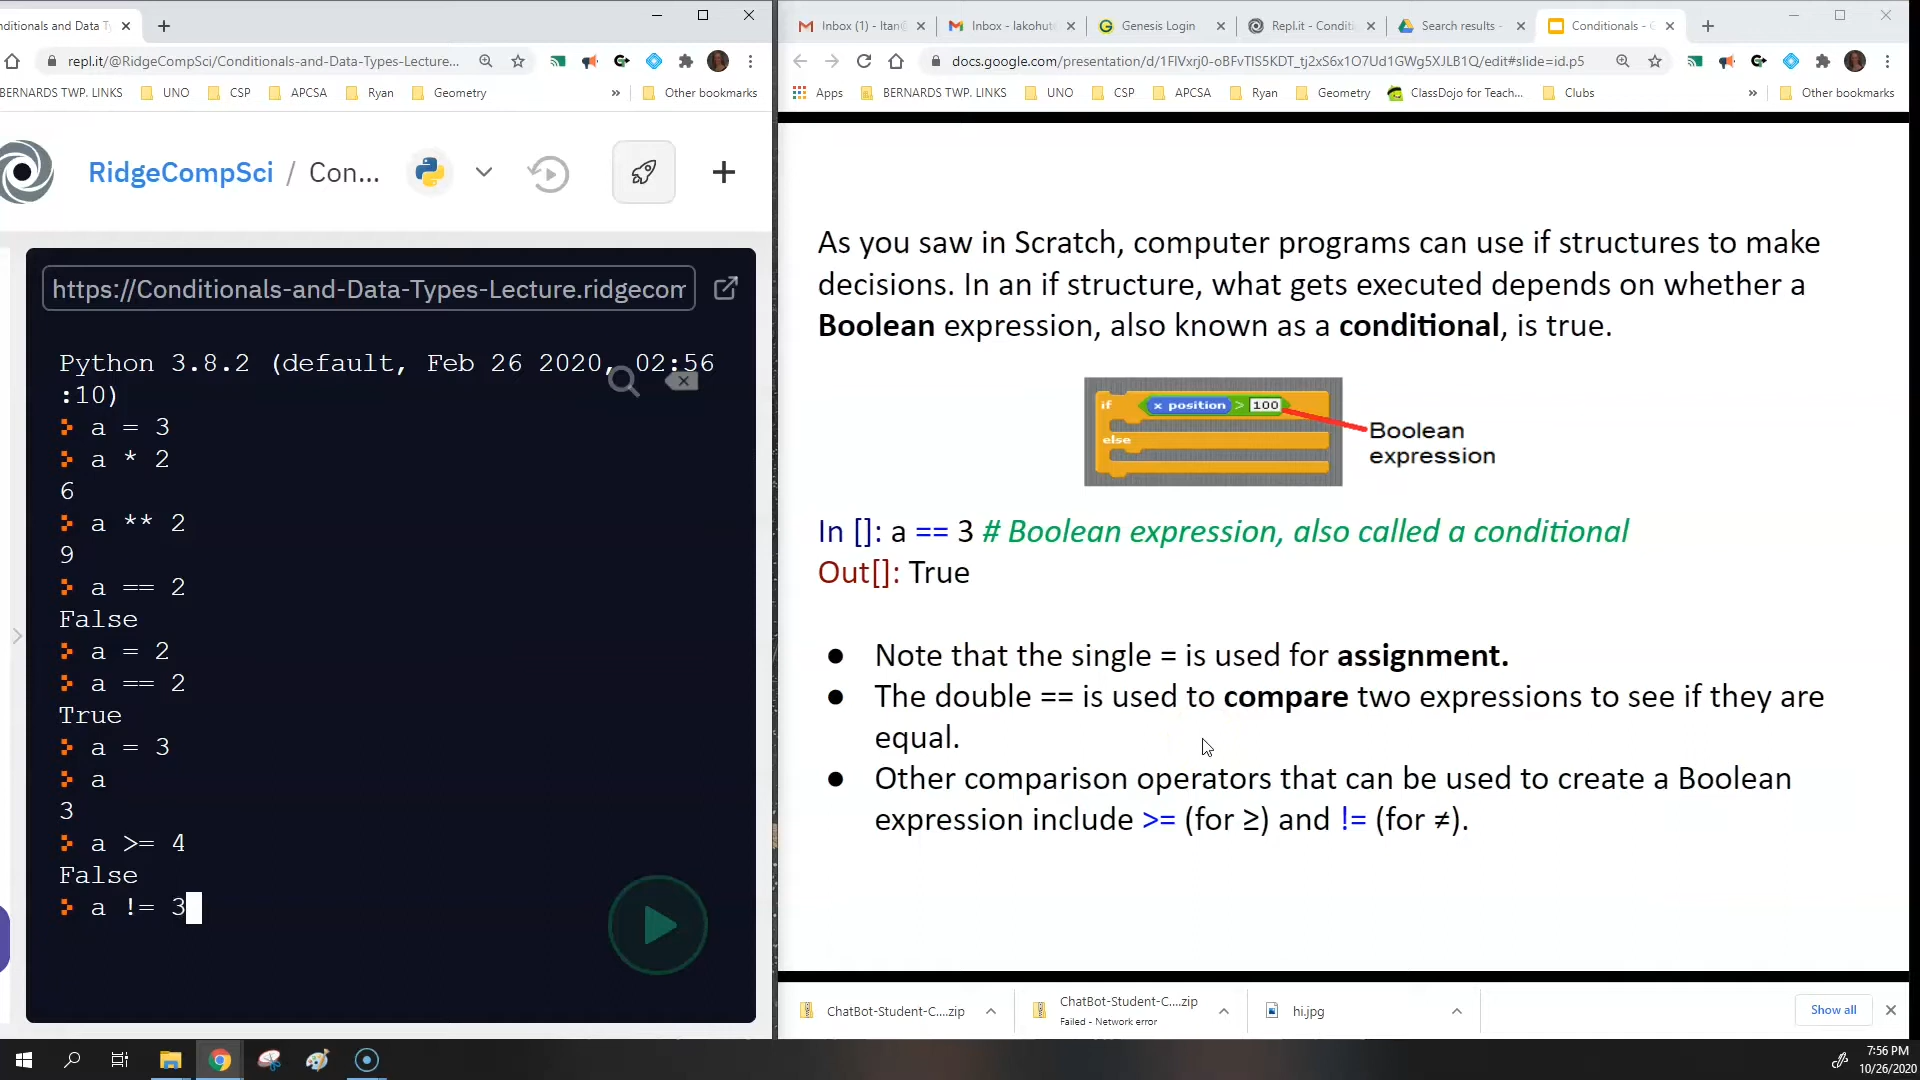 nditionals and Data T
repl.it/@RidgeCompSci/Conditionals-and-Data-Types-Lecture...
BERNARDS TWP. LINKS UNO CSP APCSA Ryan Geometry » Other bookmarks
RidgeCompSci / Con...
https://Conditionals-and-Data-Types-Lecture.ridgecom
Python 3.8.2 (default, Feb 26 2020, 02:56
:10)
a = 3
a * 2
6
a ** 2
9
a == 2
False
a = 2
a == 2
True
a = 3
a
3
a >= 4
False
a != 3
Inbox (1) - ltan Inbox - lakohut Genesis Login Repl.it - Conditi Search results - Conditionals - G
docs.google.com/presentation/d/1FlVxrj0-oBFvTlS5KDT_tj2xS6x1O7Ud1GWg5XJLB1Q/edit#slide=id.p5
Apps BERNARDS TWP. LINKS UNO CSP APCSA Ryan Geometry ClassDojo for Teach... Clubs » Other bookmarks
As you saw in Scratch, computer programs can use if structures to make
decisions. In an if structure, what gets executed depends on whether a
Boolean expression, also known as a conditional, is true.
if x position > 100
else
Boolean
expression
In []: a == 3 # Boolean expression, also called a conditional
Out[]: True
● Note that the single = is used for assignment.
● The double == is used to compare two expressions to see if they are
equal.
● Other comparison operators that can be used to create a Boolean
expression include >= (for ≥) and != (for ≠).
ChatBot-Student-C....zip
ChatBot-Student-C....zip
Failed - Network error
hi.jpg
Show all
7:56 PM
10/26/2020